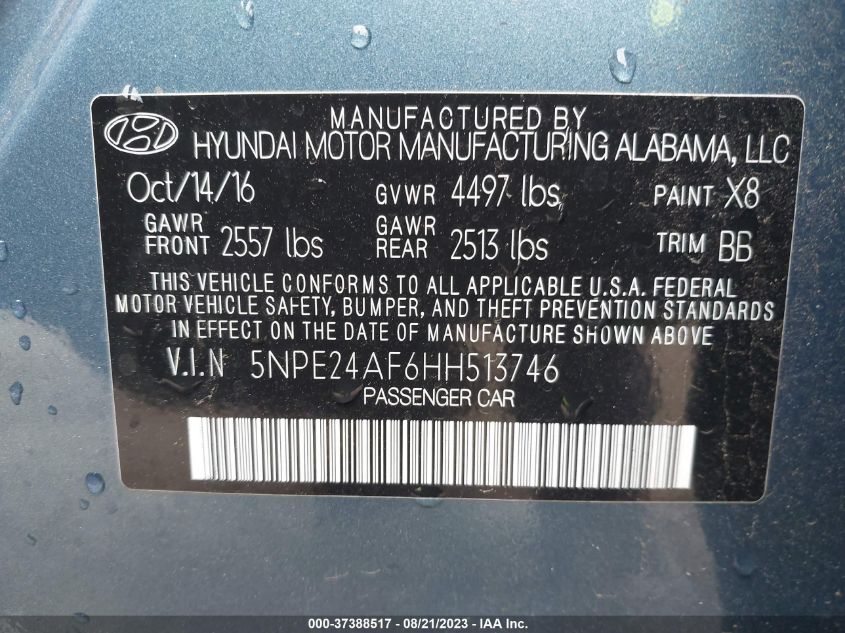 MANUFACTURED BY
HYUNDAI MOTOR MANUFACTURING ALABAMA, LLC
Oct/14/16 GVWR 4497 lbs PAINT X8
GAWR FRONT 2557 lbs GAWR REAR 2513 lbs TRIM BB
THIS VEHICLE CONFORMS TO ALL APPLICABLE U.S.A. FEDERAL
MOTOR VEHICLE SAFETY, BUMPER, AND THEFT PREVENTION STANDARDS
IN EFFECT ON THE DATE OF MANUFACTURE SHOWN ABOVE
V.I.N 5NPE24AF6HH513746
PASSENGER CAR
000-37388517 - 08/21/2023 - IAA Inc.